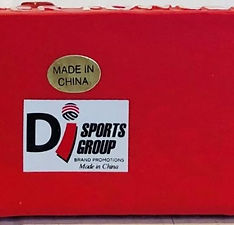 MADE IN
CHINA
Di SPORTS
GROUP
BRAND PROMOTIONS
Made in China